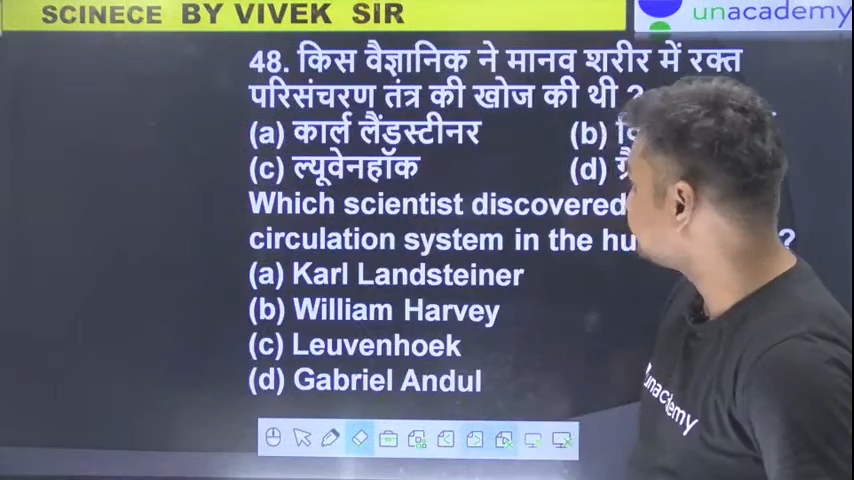 SCINECE BY VIVEK SIR
unacademy
48. किस वैज्ञानिक ने मानव शरीर में रक्त
परिसंचरण तंत्र की खोज की थी ?
(a) कार्ल लैंडस्टीनर (b)
(c) ल्यूवेनहॉक (d)
Which scientist discovered
circulation system in the ?
(a) Karl Landsteiner
(b) William Harvey
(c) Leuvenhoek
(d) Gabriel Andul
unacademy